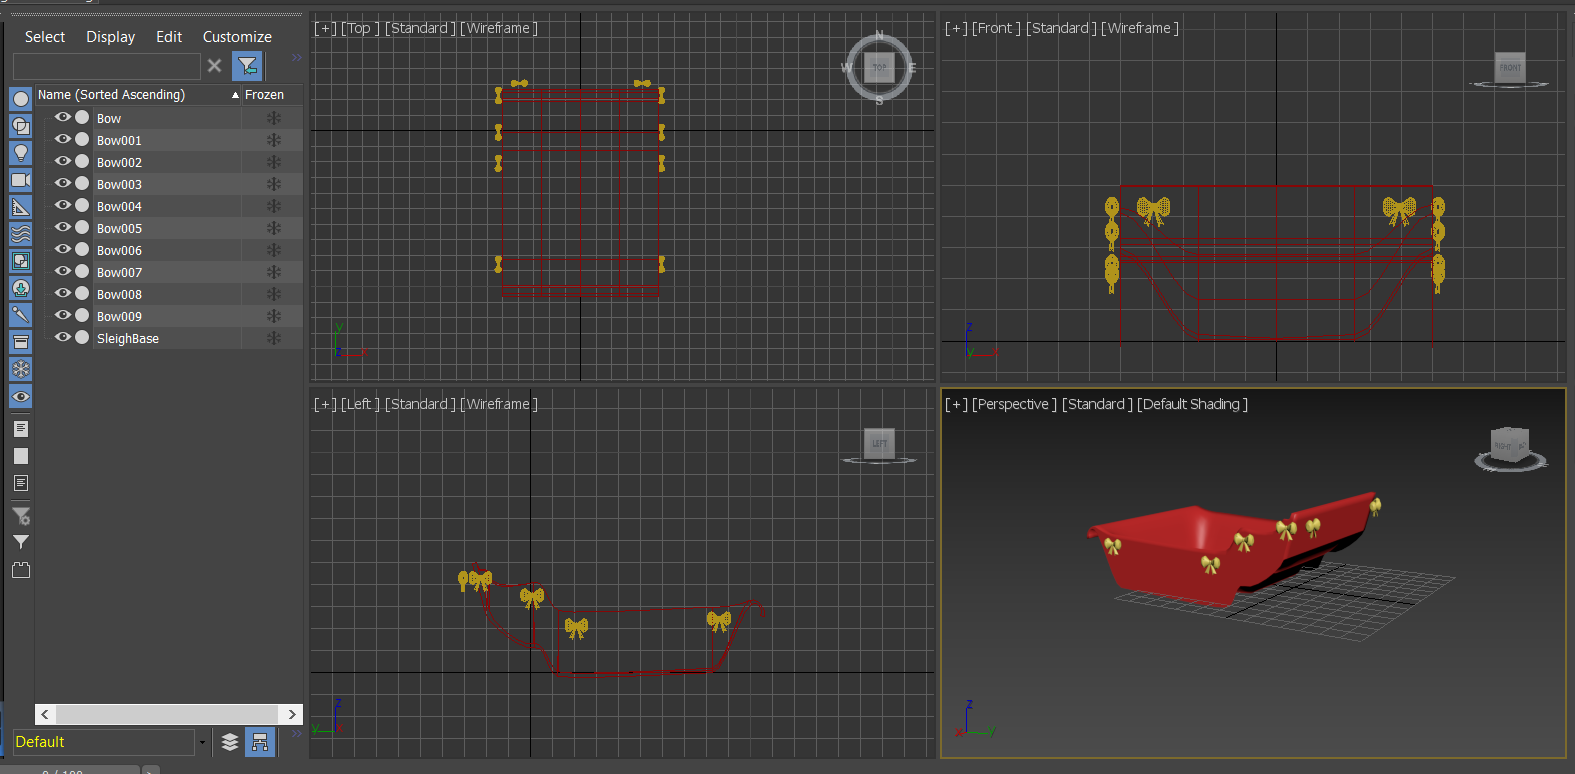 Select Display Edit Customize
Name (Sorted Ascending) ▲ Frozen
Bow
Bow001
Bow002
Bow003
Bow004
Bow005
Bow006
Bow007
Bow008
Bow009
SleighBase
Default
[+] [Top ] [Standard ] [Wireframe ]
N
W TOP E
S
y
z x
[+] [Front ] [Standard ] [Wireframe ]
FRONT
z
y x
[+] [Left ] [Standard ] [Wireframe ]
LEFT
z
y x
[+] [Perspective ] [Standard ] [Default Shading ]
RIGHT
z
x y